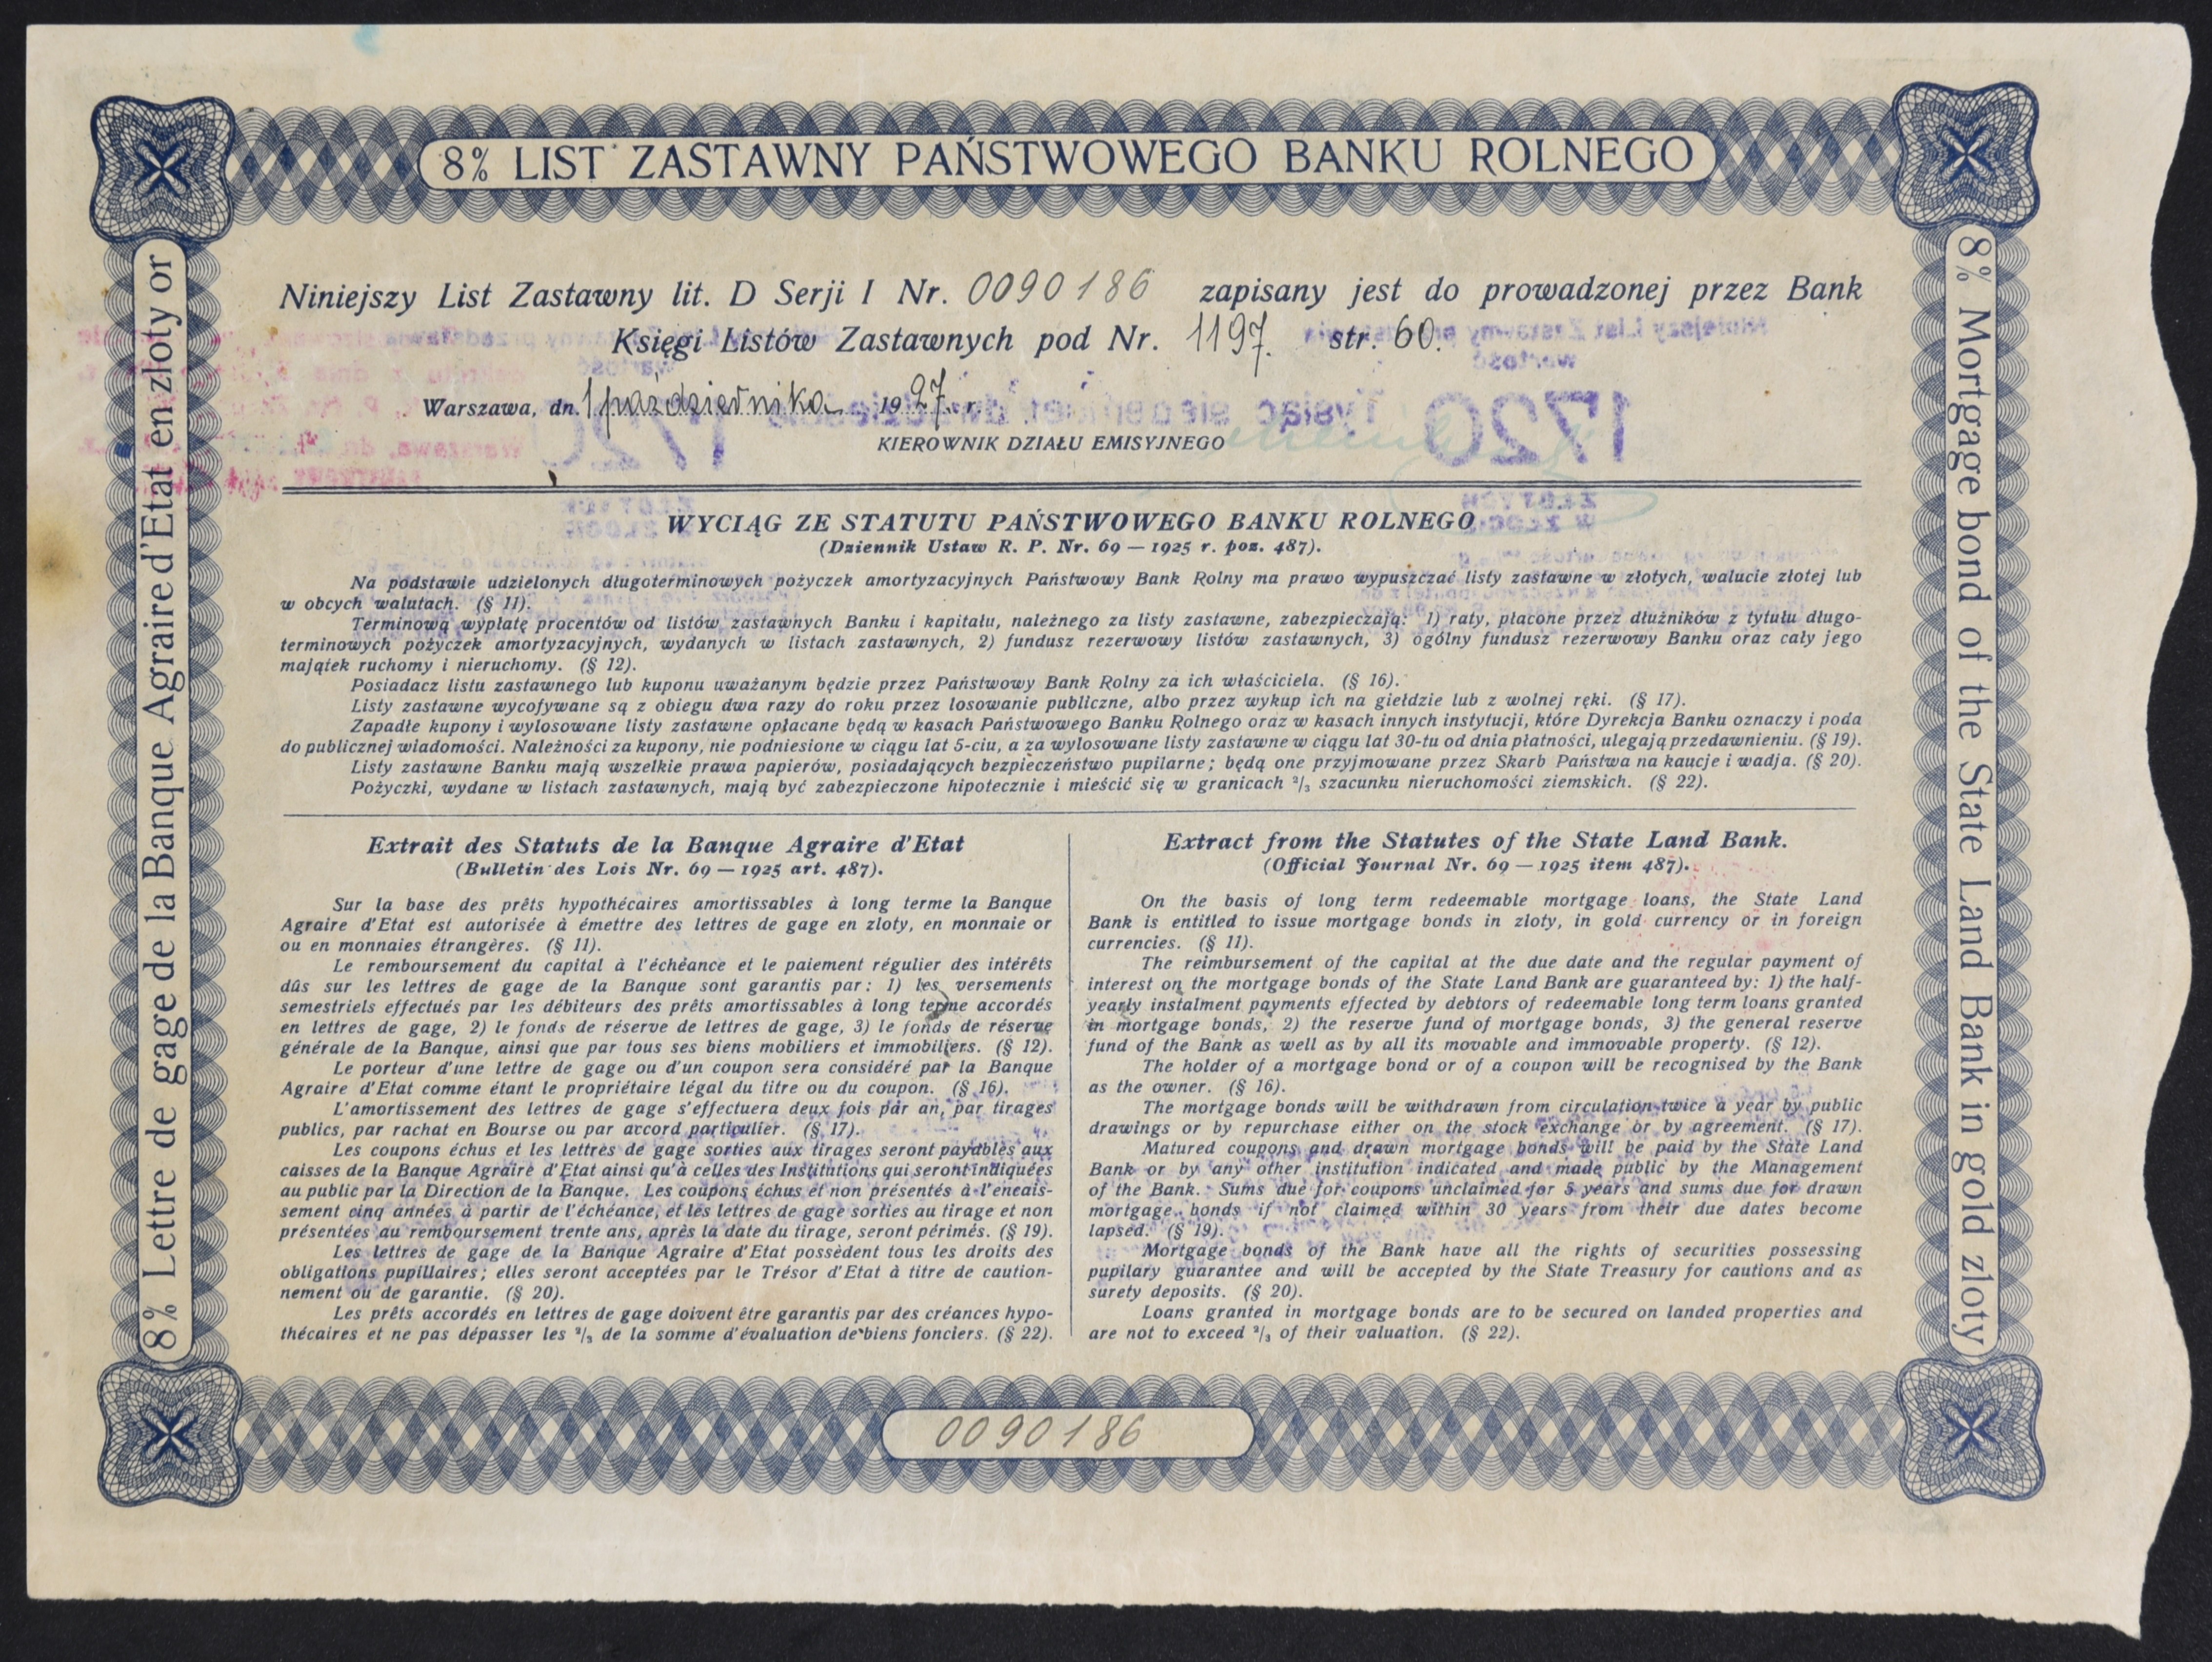 8% LIST ZASTAWNY PAŃSTWOWEGO BANKU ROLNEGO
8% Lettre de gage de la Banque Agraire d'Etat en zloty or
8% Mortgage bond of the State Land Bank in gold zloty
Niniejszy List Zastawny lit. D Serji I Nr. 0090186 zapisany jest do prowadzonej przez Bank
Księgi Listów Zastawnych pod Nr. 1197. str. 60.
Warszawa, dn. 1 października 1927. r.
KIEROWNIK DZIAŁU EMISYJNEGO
WYCIĄG ZE STATUTU PAŃSTWOWEGO BANKU ROLNEGO
(Dziennik Ustaw R. P. Nr. 69 — 1925 r. poz. 487).
Na podstawie udzielonych długoterminowych pożyczek amortyzacyjnych Państwowy Bank Rolny ma prawo wypuszczać listy zastawne w złotych, walucie złotej lub
w obcych walutach. (§ 11).
Terminową wypłatę procentów od listów zastawnych Banku i kapitału, należnego za listy zastawne, zabezpieczają: 1) raty, płacone przez dłużników z tytułu długo-
terminowych pożyczek amortyzacyjnych, wydanych w listach zastawnych, 2) fundusz rezerwowy listów zastawnych, 3) ogólny fundusz rezerwowy Banku oraz cały jego
majątek ruchomy i nieruchomy. (§ 12).
Posiadacz listu zastawnego lub kuponu uważanym będzie przez Państwowy Bank Rolny za ich właściciela. (§ 16).
Listy zastawne wycofywane są z obiegu dwa razy do roku przez losowanie publiczne, albo przez wykup ich na giełdzie lub z wolnej ręki. (§ 17).
Zapadłe kupony i wylosowane listy zastawne opłacane będą w kasach Państwowego Banku Rolnego oraz w kasach innych instytucji, które Dyrekcja Banku oznaczy i poda
do publicznej wiadomości. Należności za kupony, nie podniesione w ciągu lat 5-ciu, a za wylosowane listy zastawne w ciągu lat 30-tu od dnia płatności, ulegają przedawnieniu. (§ 19).
Listy zastawne Banku mają wszelkie prawa papierów, posiadających bezpieczeństwo pupilarne; będą one przyjmowane przez Skarb Państwa na kaucje i wadja. (§ 20).
Pożyczki, wydane w listach zastawnych, mają być zabezpieczone hipotecznie i mieścić się w granicach ²/₃ szacunku nieruchomości ziemskich. (§ 22).
Extrait des Statuts de la Banque Agraire d'Etat
(Bulletin des Lois Nr. 69 — 1925 art. 487).
Sur la base des prêts hypothécaires amortissables à long terme la Banque
Agraire d'Etat est autorisée à émettre des lettres de gage en zloty, en monnaie or
ou en monnaies étrangères. (§ 11).
Le remboursement du capital à l'échéance et le paiement régulier des intérêts
dûs sur les lettres de gage de la Banque sont garantis par: 1) les versements
semestriels effectués par les débiteurs des prêts amortissables à long terme accordés
en lettres de gage, 2) le fonds de réserve de lettres de gage, 3) le fonds de réserve
générale de la Banque, ainsi que par tous ses biens mobiliers et immobiliers. (§ 12).
Le porteur d'une lettre de gage ou d'un coupon sera considéré par la Banque
Agraire d'Etat comme étant le propriétaire légal du titre ou du coupon. (§ 16).
L'amortissement des lettres de gage s'effectuera deux fois par an, par tirages
publics, par rachat en Bourse ou par accord particulier. (§ 17).
Les coupons échus et les lettres de gage sorties aux tirages seront payables aux
caisses de la Banque Agraire d'Etat ainsi qu'à celles des Institutions qui seront indiquées
au public par la Direction de la Banque. Les coupons échus et non présentés à l'eneais-
sement cinq années à partir de l'échéance, et les lettres de gage sorties au tirage et non
présentées au remboursement trente ans, après la date du tirage, seront périmés. (§ 19).
Les lettres de gage de la Banque Agraire d'Etat possèdent tous les droits des
obligations pupillaires; elles seront acceptées par le Trésor d'Etat à titre de caution-
nement ou de garantie. (§ 20).
Les prêts accordés en lettres de gage doivent être garantis par des créances hypo-
thécaires et ne pas dépasser les ²/₃ de la somme d'évaluation de biens fonciers. (§ 22).
Extract from the Statutes of the State Land Bank.
(Official Journal Nr. 69 — 1925 item 487).
On the basis of long term redeemable mortgage loans, the State Land
Bank is entitled to issue mortgage bonds in zloty, in gold currency or in foreign
currencies. (§ 11).
The reimbursement of the capital at the due date and the regular payment of
interest on the mortgage bonds of the State Land Bank are guaranteed by: 1) the half-
yearly instalment payments effected by debtors of redeemable long term loans granted
in mortgage bonds, 2) the reserve fund of mortgage bonds, 3) the general reserve
fund of the Bank as well as by all its movable and immovable property. (§ 12).
The holder of a mortgage bond or of a coupon will be recognised by the Bank
as the owner. (§ 16).
The mortgage bonds will be withdrawn from circulation twice a year by public
drawings or by repurchase either on the stock exchange or by agreement. (§ 17).
Matured coupons and drawn mortgage bonds will be paid by the State Land
Bank or by any other institution indicated and made public by the Management
of the Bank. Sums due for coupons unclaimed for 5 years and sums due for drawn
mortgage bonds if not claimed within 30 years from their due dates become
lapsed. (§ 19).
Mortgage bonds of the Bank have all the rights of securities possessing
pupilary guarantee and will be accepted by the State Treasury for cautions and as
surety deposits. (§ 20).
Loans granted in mortgage bonds are to be secured on landed properties and
are not to exceed ²/₃ of their valuation. (§ 22).
0090186